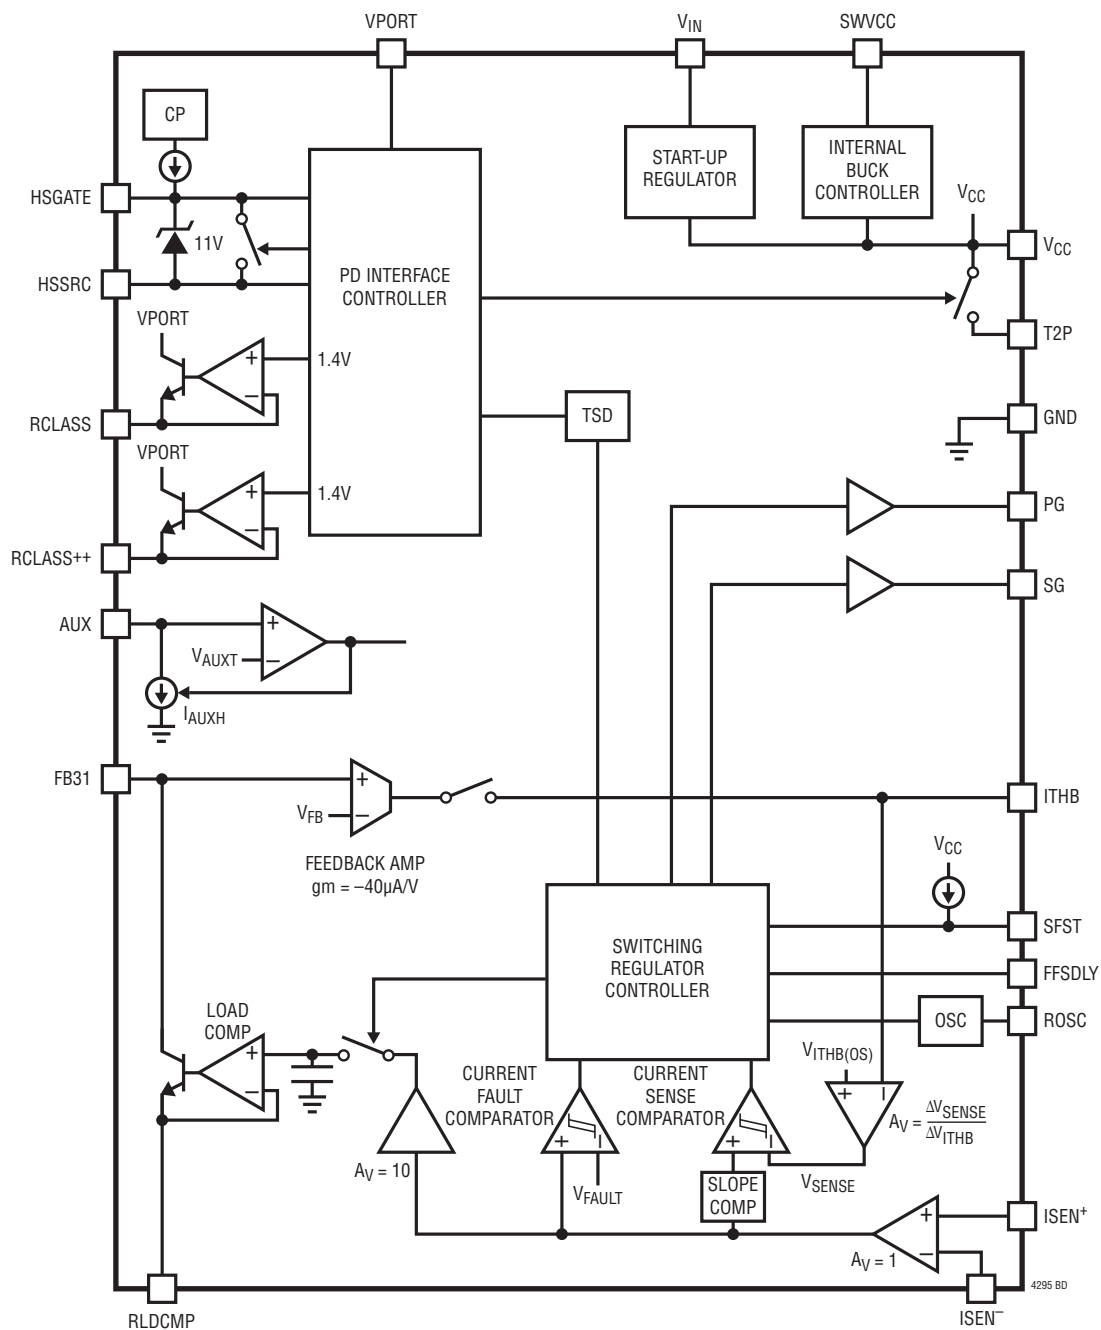 VPORT
VIN
SWVCC
CP
HSGATE
11V
HSSRC
PD INTERFACE
CONTROLLER
START-UP
REGULATOR
INTERNAL
BUCK
CONTROLLER
VCC
VCC
T2P
VPORT
+
−
1.4V
RCLASS
TSD
GND
VPORT
+
−
1.4V
RCLASS++
PG
SG
AUX
+
VAUXT
−
IAUXH
FB31
+
VFB
−
FEEDBACK AMP
gm = –40µA/V
ITHB
VCC
SFST
SWITCHING
REGULATOR
CONTROLLER
FFSDLY
OSC
ROSC
LOAD
COMP
+
−
CURRENT
FAULT
COMPARATOR
+
−
CURRENT
SENSE
COMPARATOR
+
−
VITHB(OS)
+
−
AV = ΔVSENSE
ΔVITHB
AV = 10
VFAULT
SLOPE
COMP
VSENSE
+
−
AV = 1
ISEN+
ISEN−
RLDCMP
4295 BD